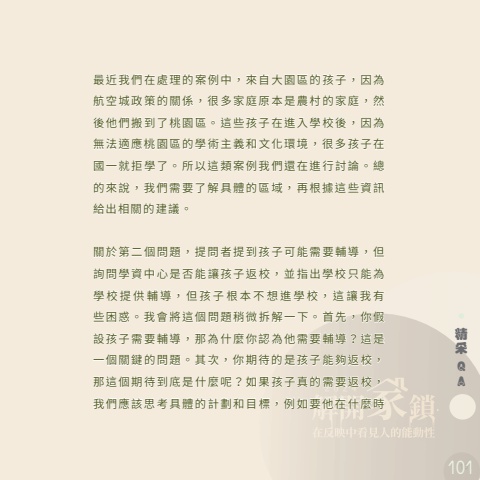 最近我們在處理的案例中，來自大園區的孩子，因為
航空城政策的關係，很多家庭原本是農村的家庭，然
後他們搬到了桃園區。這些孩子在進入學校後，因為
無法適應桃園區的學術主義和文化環境，很多孩子在
國一就拒學了。所以這類案例我們還在進行討論。總
的來說，我們需要了解具體的區域，再根據這些資訊
給出相關的建議。
關於第二個問題，提問者提到孩子可能需要輔導，但
詢問學資中心是否能讓孩子返校，並指出學校只能為
學校提供輔導，但孩子根本不想進學校，這讓我有
些困惑。我會將這個問題稍微拆解一下。首先，你假
設孩子需要輔導，那為什麼你認為他需要輔導？這是
一個關鍵的問題。其次，你期待的是孩子能夠返校，
那這個期待到底是什麼呢？如果孩子真的需要返校，
我們應該思考具體的計劃和目標，例如要他在什麼時
解開家鎖
在反映中看見人的能動性
精采QA
101